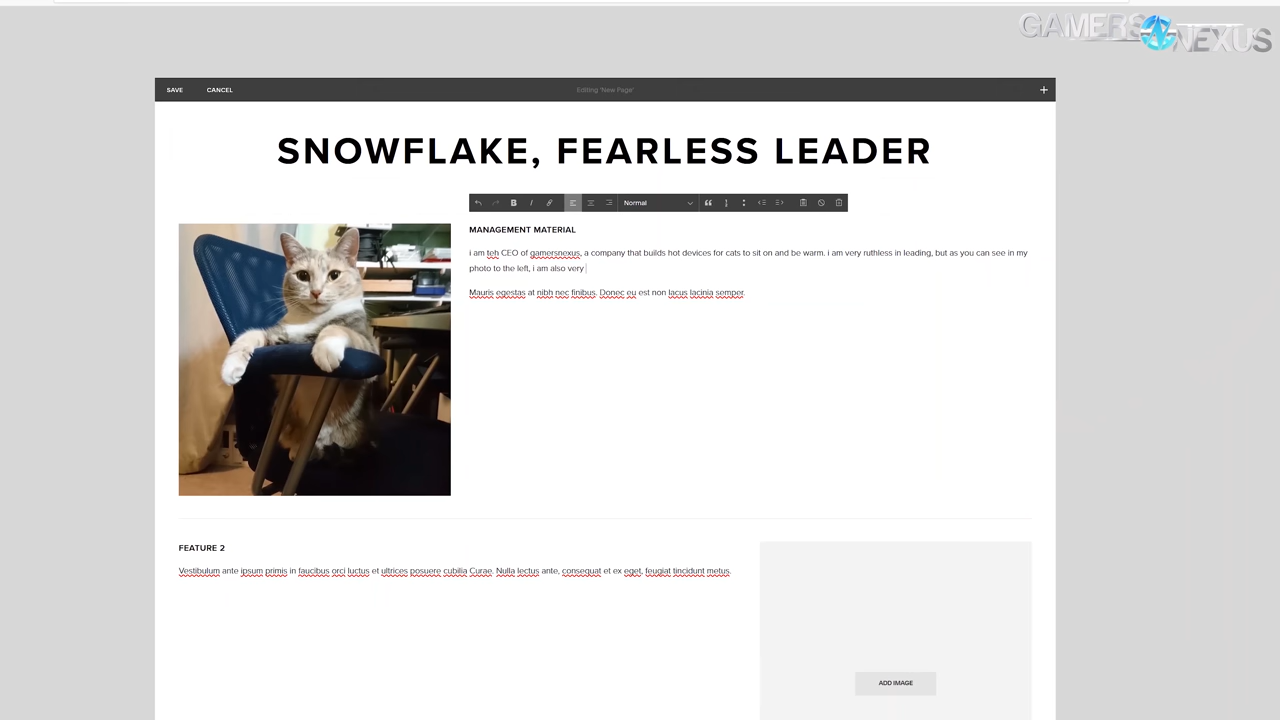 GAMERS NEXUS
SAVE CANCEL Editing 'New Page' +
SNOWFLAKE, FEARLESS LEADER
B I Normal
MANAGEMENT MATERIAL
i am teh CEO of gamersnexus, a company that builds hot devices for cats to sit on and be warm. i am very ruthless in leading, but as you can see in my
photo to the left, i am also very
Mauris egestas at nibh nec finibus. Donec eu est non lacus lacinia semper.
FEATURE 2
Vestibulum ante ipsum primis in faucibus orci luctus et ultrices posuere cubilia Curae. Nulla lectus ante, consequat et ex eget, feugiat tincidunt metus.
ADD IMAGE